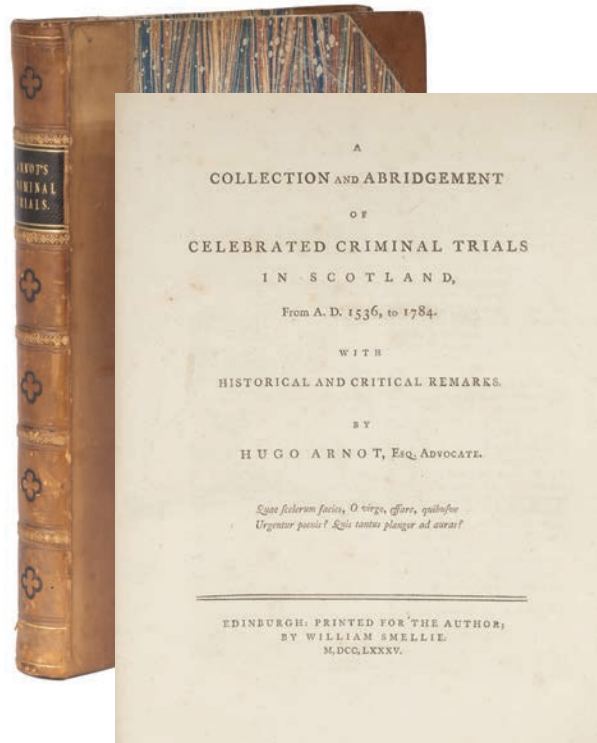 ARNOT'S
CRIMINAL
TRIALS.
A
COLLECTION AND ABRIDGEMENT
OF
CELEBRATED CRIMINAL TRIALS
IN SCOTLAND,
From A. D. 1536, to 1784.
WITH
HISTORICAL AND CRITICAL REMARKS.
BY
HUGO ARNOT, ESQ; ADVOCATE.
Quae ſcelerum facies, O virgo, effare, quibuſve
Urgentur poenis? Quis tantus plangor ad auras?
EDINBURGH: PRINTED FOR THE AUTHOR;
BY WILLIAM SMELLIE.
M,DCC,LXXXV.